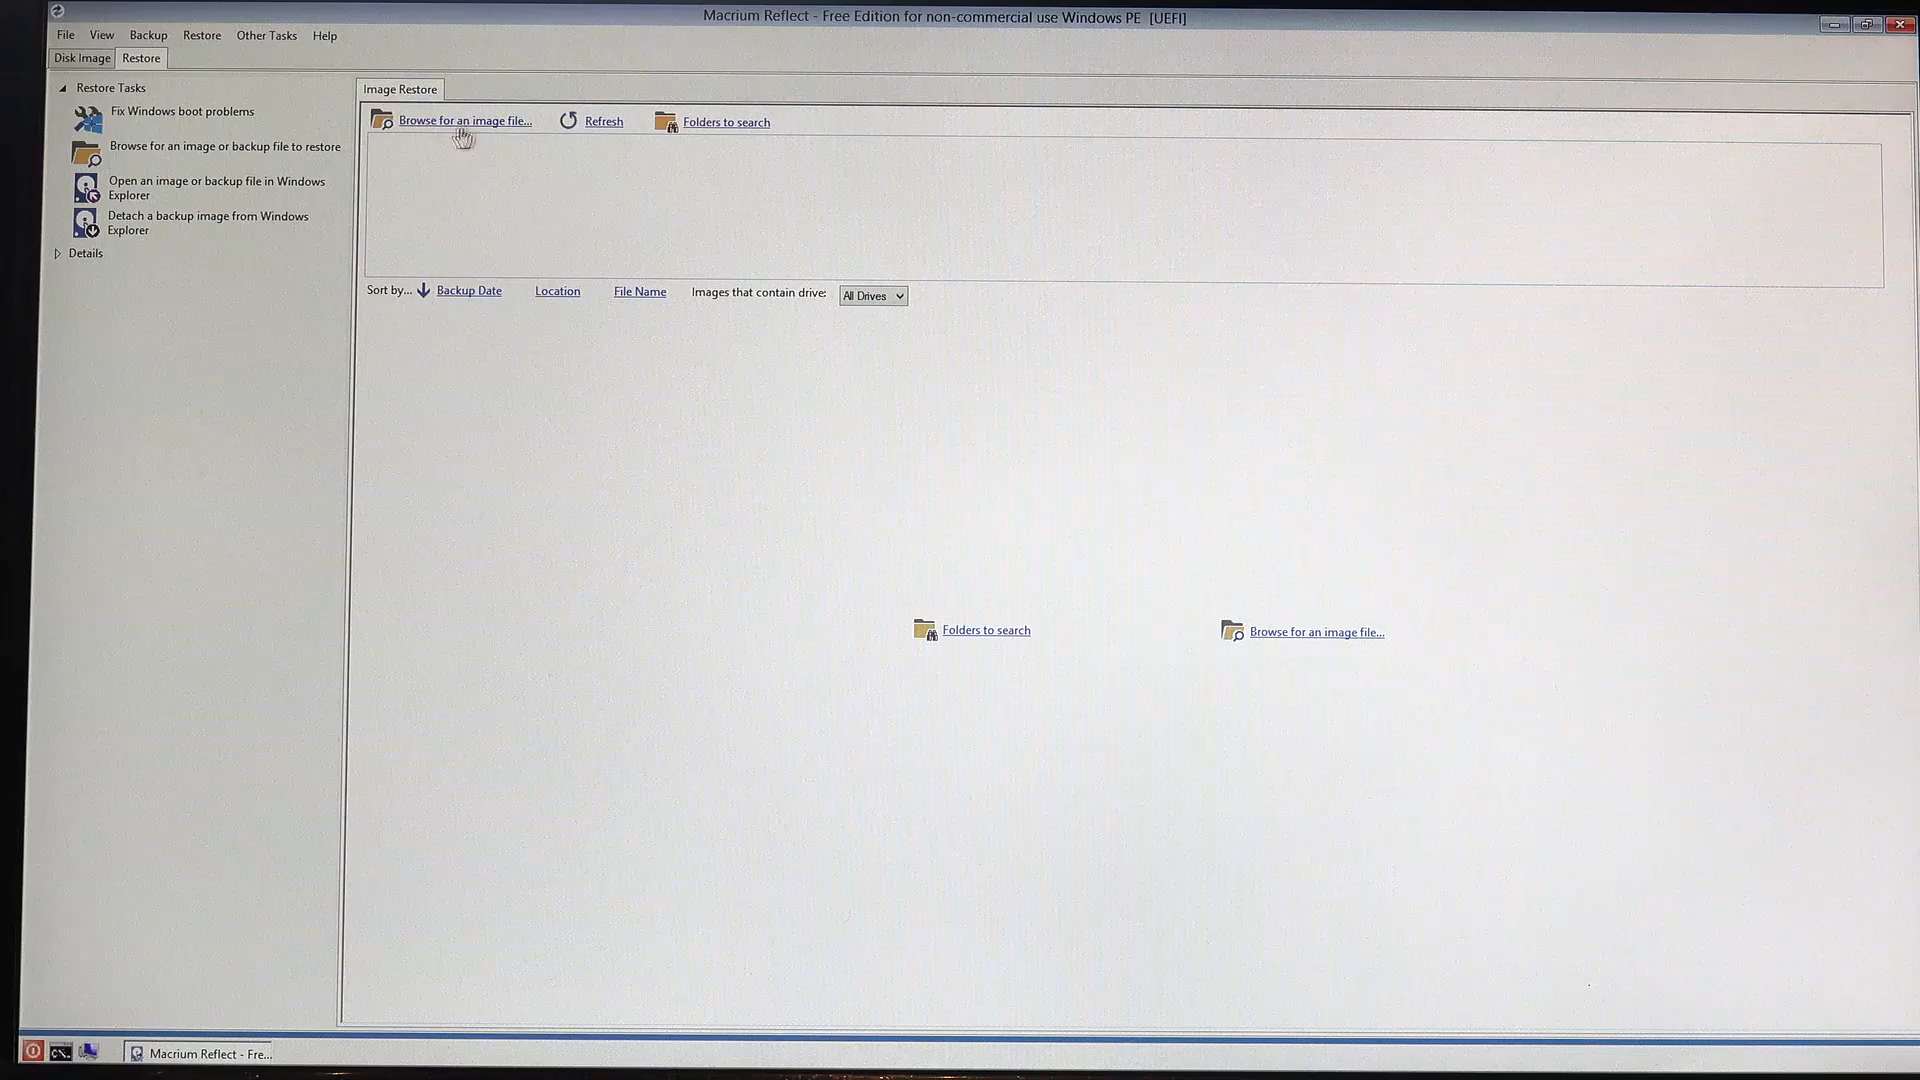 Macrium Reflect - Free Edition for non-commercial use Windows PE [UEFI]
File View Backup Restore Other Tasks Help
Disk Image Restore
Restore Tasks
Fix Windows boot problems
Browse for an image or backup file to restore
Open an image or backup file in Windows
Explorer
Detach a backup image from Windows
Explorer
Details
Image Restore
Browse for an image file... Refresh Folders to search
Sort by... Backup Date Location File Name Images that contain drive: All Drives
Folders to search Browse for an image file...
C:\. Macrium Reflect - Fre...